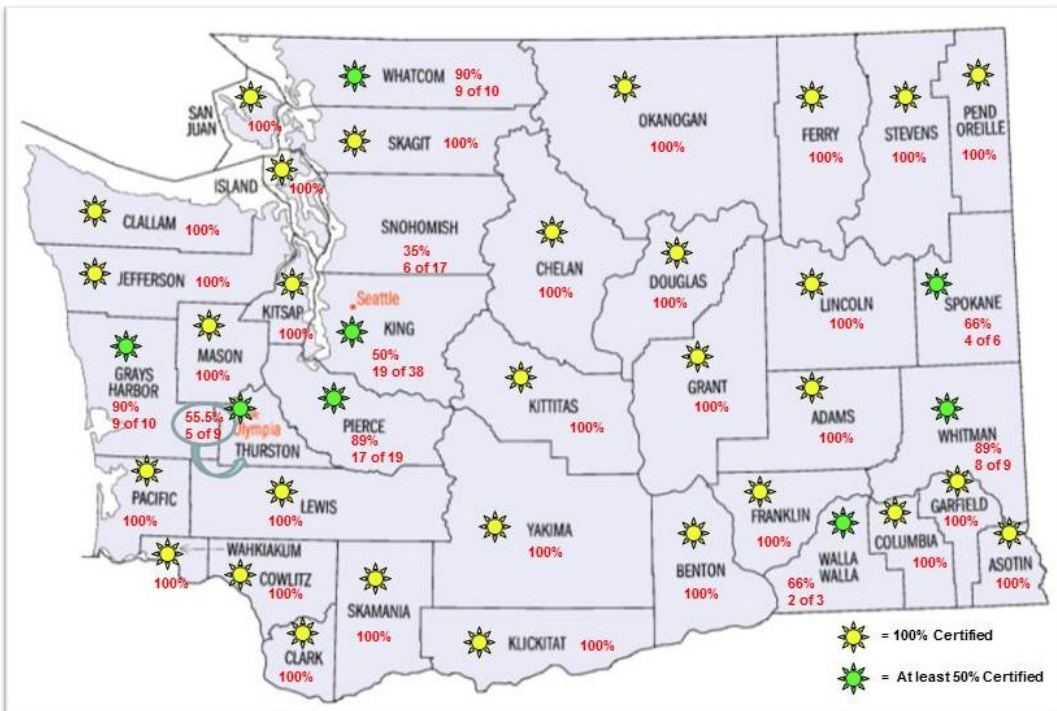 WHATCOM 90%
9 of 10
SAN
JUAN
100%
SKAGIT 100%
ISLAND
100%
OKANOGAN
100%
FERRY
100%
STEVENS
100%
PEND
OREILLE
100%
CLALLAM 100%
SNOHOMISH
35%
6 of 17
JEFFERSON 100%
CHELAN
100%
DOUGLAS
100%
LINCOLN
100%
SPOKANE
66%
4 of 6
KITSAP
100%
Seattle
KING
50%
19 of 38
MASON
100%
GRAYS
HARBOR
90%
9 of 10
55.5%
5 of 9
Olympia
THURSTON
PIERCE
89%
17 of 19
KITTITAS
100%
GRANT
100%
ADAMS
100%
WHITMAN
89%
8 of 9
PACIFIC
100%
LEWIS
100%
YAKIMA
100%
FRANKLIN
100%
GARFIELD
100%
COLUMBIA
100%
WAHKIAKUM
100%
COWLITZ
100%
SKAMANIA
100%
BENTON
100%
WALLA
WALLA
66%
2 of 3
ASOTIN
100%
CLARK
100%
KLICKITAT 100%
= 100% Certified
= At least 50% Certified